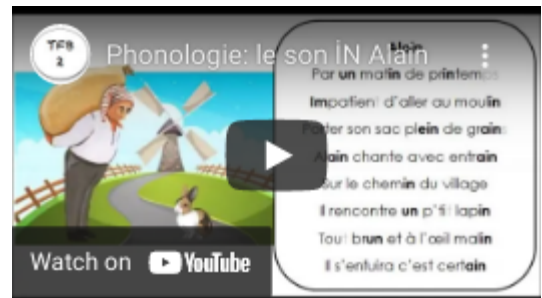 TFB
2
Phonologie: le son İN Alain
Alain
Par un matin de printemps
Impatient d'aller au moulin
Porter son sac plein de grains
Alain chante avec entrain
Sur le chemin du village
Il rencontre un p'tit lapin
Tout brun et à l'œil malin
Il s'enfuira c'est certain
Watch on YouTube